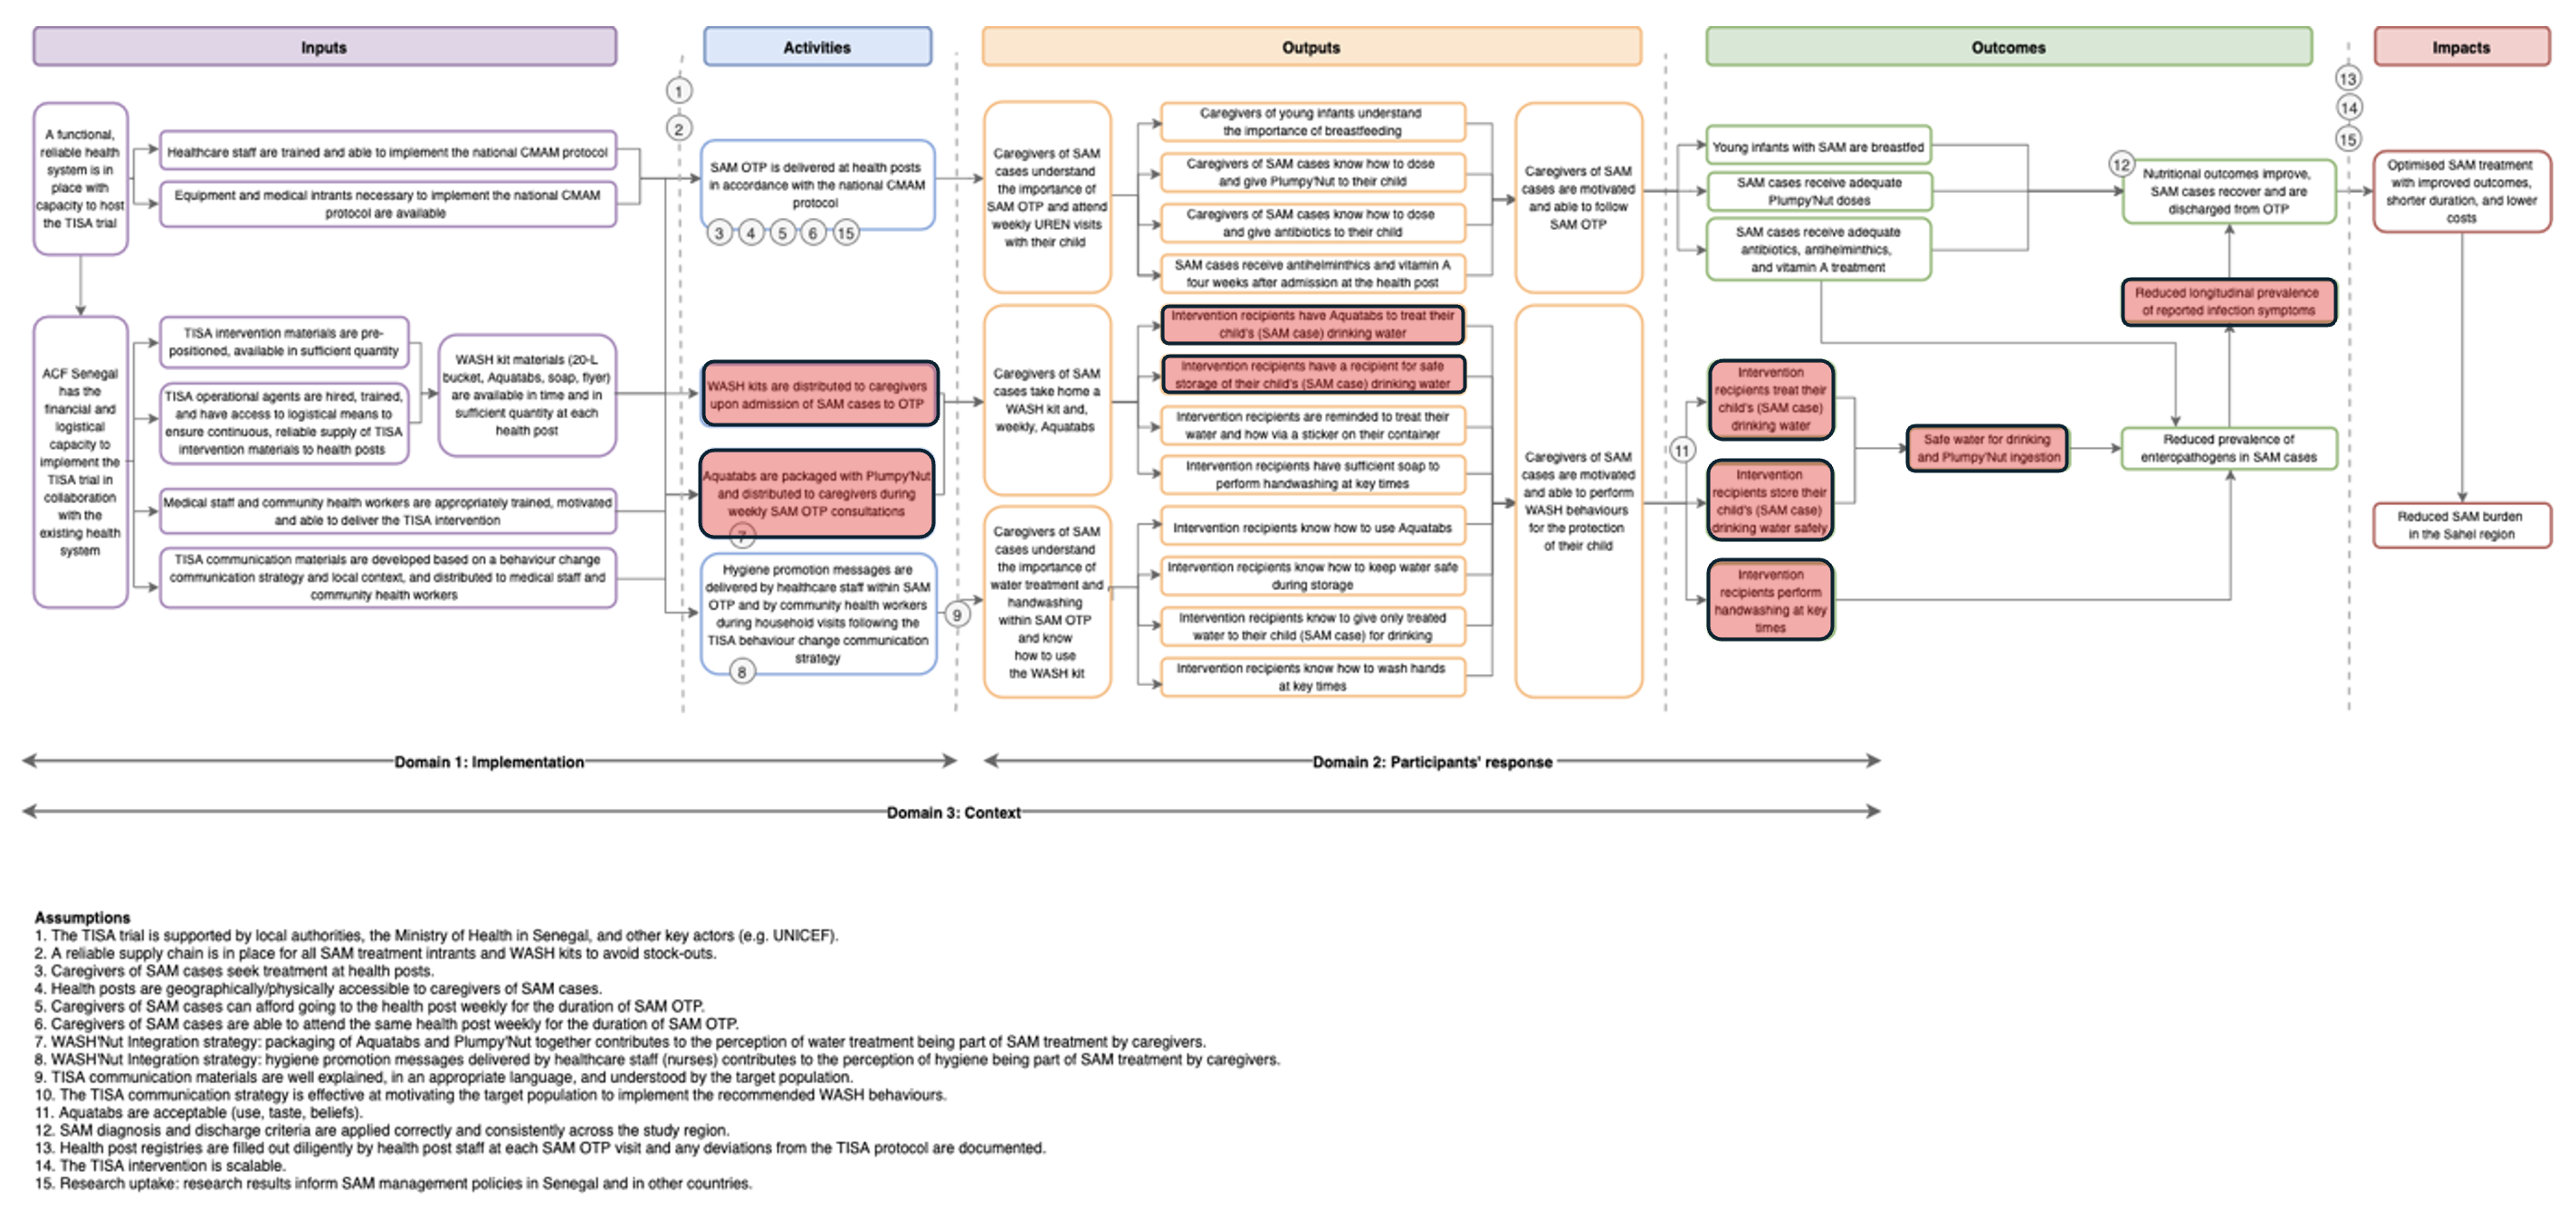 Inputs
Activities
Outputs
Outcomes
Impacts
A functional,
reliable health
system is in
place with
capacity to host
the TISA trial
Healthcare staff are trained and able to implement the national CMAM protocol
Equipment and medical intrants necessary to implement the national CMAM
protocol are available
ACF Senegal
has the
financial and
logistical
capacity to
implement the
TISA trial in
collaboration
with the
existing health
system
TISA intervention materials are pre-
positioned, available in sufficient quantity
TISA operational agents are hired, trained,
and have access to logistical means to
ensure continuous, reliable supply of TISA
intervention materials to health posts
WASH kit materials (20-L
bucket, Aquatabs, soap, flyer)
are available in time and in
sufficient quantity at each
health post
Medical staff and community health workers are appropriately trained, motivated
and able to deliver the TISA intervention
TISA communication materials are developed based on a behaviour change
communication strategy and local context, and distributed to medical staff and
community health workers
1
2
SAM OTP is delivered at health posts
in accordance with the national CMAM
protocol
3 4 5 6 15
WASH kits are distributed to caregivers
upon admission of SAM cases to OTP
Aquatabs are packaged with Plumpy'Nut
and distributed to caregivers during
weekly SAM OTP consultations
7
Hygiene promotion messages are
delivered by healthcare staff within SAM
OTP and by community health workers
during household visits following the
TISA behaviour change communication
strategy
8
9
Caregivers of SAM
cases understand
the importance of
SAM OTP and attend
weekly UREN visits
with their child
Caregivers of young infants understand
the importance of breastfeeding
Caregivers of SAM cases know how to dose
and give Plumpy'Nut to their child
Caregivers of SAM cases know how to dose
and give antibiotics to their child
SAM cases receive antihelminthics and vitamin A
four weeks after admission at the health post
Caregivers of SAM
cases are motivated
and able to follow
SAM OTP
Caregivers of SAM
cases take home a
WASH kit and,
weekly, Aquatabs
Intervention recipients have Aquatabs to treat their
child's (SAM case) drinking water
Intervention recipients have a recipient for safe
storage of their child's (SAM case) drinking water
Intervention recipients are reminded to treat their
water and how via a sticker on their container
Intervention recipients have sufficient soap to
perform handwashing at key times
Caregivers of SAM
cases understand
the importance of
water treatment and
handwashing
within SAM OTP
and know
how to use
the WASH kit
Intervention recipients know how to use Aquatabs
Intervention recipients know how to keep water safe
during storage
Intervention recipients know to give only treated
water to their child (SAM case) for drinking
Intervention recipients know how to wash hands
at key times
Caregivers of SAM
cases are motivated
and able to perform
WASH behaviours
for the protection
of their child
Young infants with SAM are breastfed
SAM cases receive adequate
Plumpy'Nut doses
SAM cases receive adequate
antibiotics, antihelminthics,
and vitamin A treatment
11
Intervention
recipients treat their
child's (SAM case)
drinking water
Intervention
recipients store their
child's (SAM case)
drinking water safely
Intervention
recipients perform
handwashing at key
times
Safe water for drinking
and Plumpy'Nut ingestion
12
Nutritional outcomes improve,
SAM cases recover and are
discharged from OTP
Reduced longitudinal prevalence
of reported infection symptoms
Reduced prevalence of
enteropathogens in SAM cases
13
14
15
Optimised SAM treatment
with improved outcomes,
shorter duration, and lower
costs
Reduced SAM burden
in the Sahel region
Domain 1: Implementation
Domain 2: Participants' response
Domain 3: Context
Assumptions
1. The TISA trial is supported by local authorities, the Ministry of Health in Senegal, and other key actors (e.g. UNICEF).
2. A reliable supply chain is in place for all SAM treatment intrants and WASH kits to avoid stock-outs.
3. Caregivers of SAM cases seek treatment at health posts.
4. Health posts are geographically/physically accessible to caregivers of SAM cases.
5. Caregivers of SAM cases can afford going to the health post weekly for the duration of SAM OTP.
6. Caregivers of SAM cases are able to attend the same health post weekly for the duration of SAM OTP.
7. WASH'Nut Integration strategy: packaging of Aquatabs and Plumpy'Nut together contributes to the perception of water treatment being part of SAM treatment by caregivers.
8. WASH'Nut Integration strategy: hygiene promotion messages delivered by healthcare staff (nurses) contributes to the perception of hygiene being part of SAM treatment by caregivers.
9. TISA communication materials are well explained, in an appropriate language, and understood by the target population.
10. The TISA communication strategy is effective at motivating the target population to implement the recommended WASH behaviours.
11. Aquatabs are acceptable (use, taste, beliefs).
12. SAM diagnosis and discharge criteria are applied correctly and consistently across the study region.
13. Health post registries are filled out diligently by health post staff at each SAM OTP visit and any deviations from the TISA protocol are documented.
14. The TISA intervention is scalable.
15. Research uptake: research results inform SAM management policies in Senegal and in other countries.